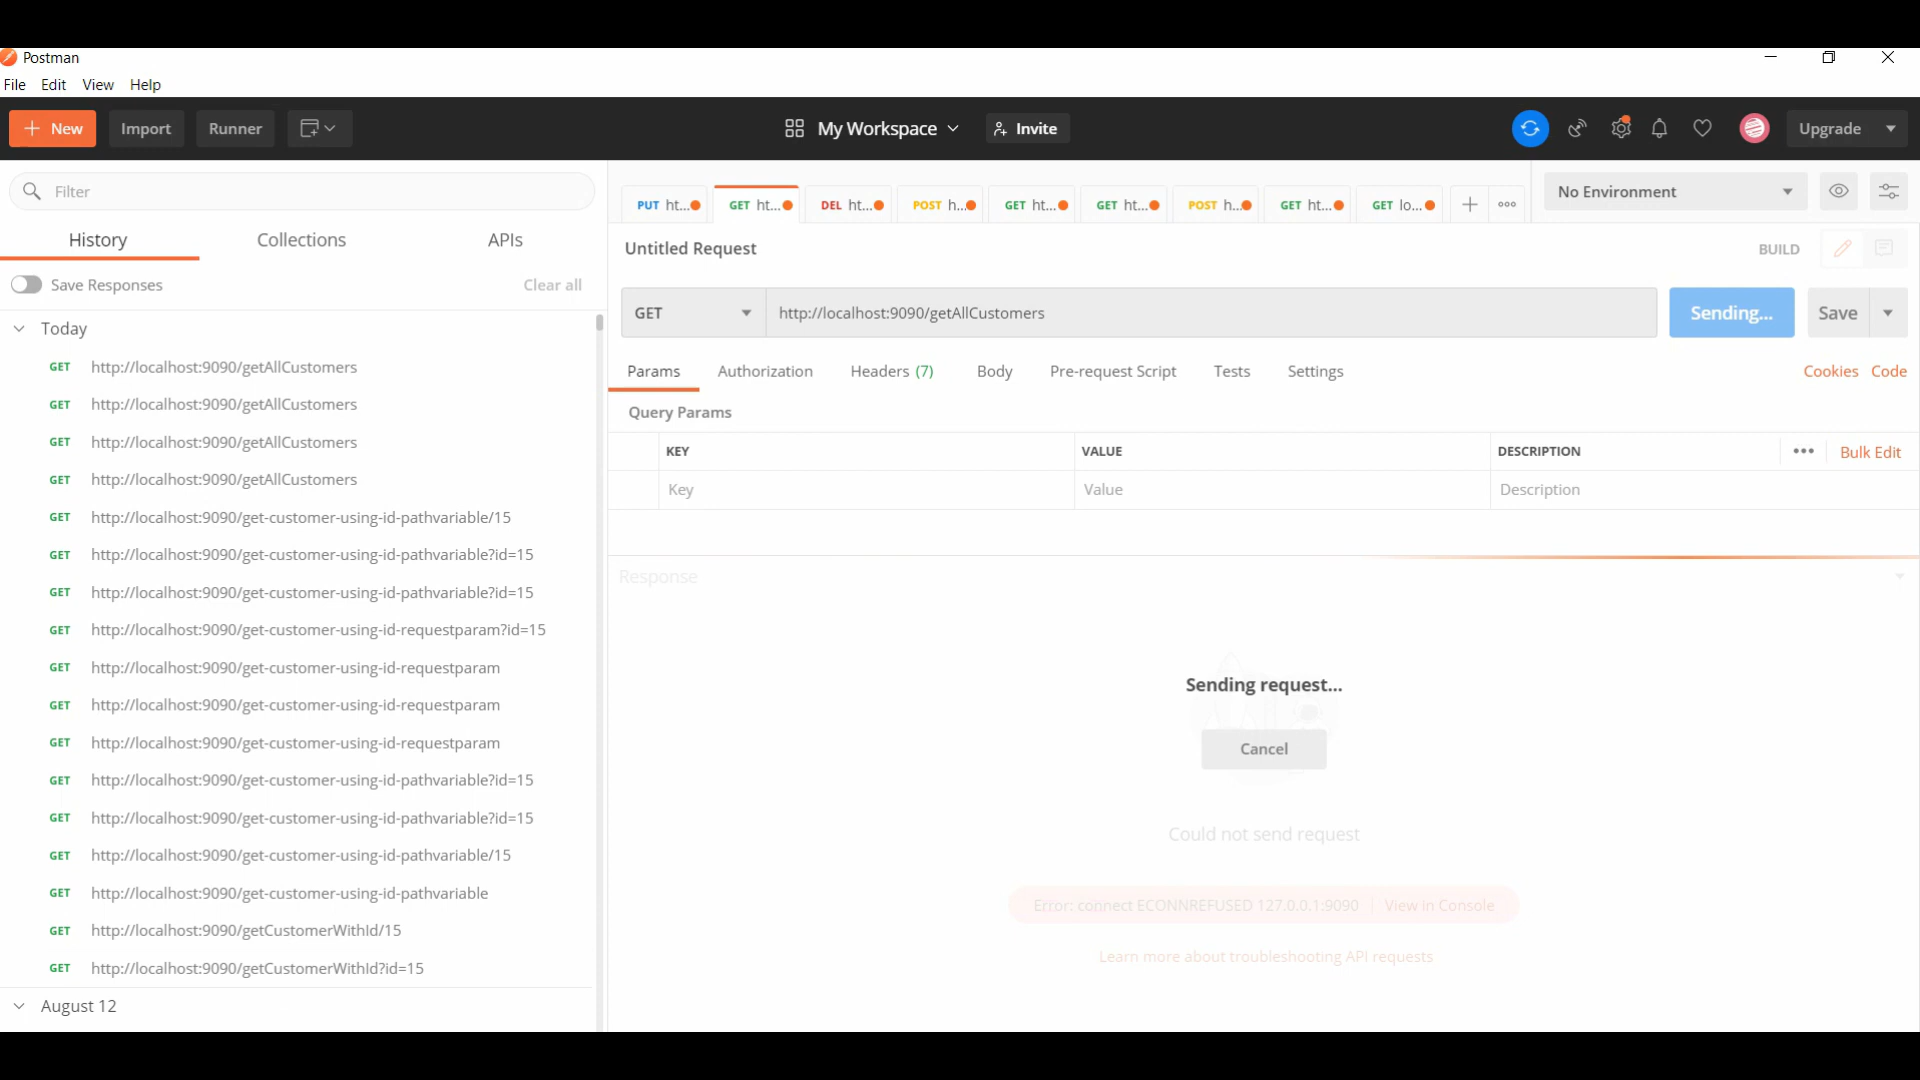 Postman
File Edit View Help
New Import Runner My Workspace Invite Upgrade
Filter
History Collections APIs
Save Responses Clear all
Today
GET http://localhost:9090/getAllCustomers
GET http://localhost:9090/getAllCustomers
GET http://localhost:9090/getAllCustomers
GET http://localhost:9090/getAllCustomers
GET http://localhost:9090/get-customer-using-id-pathvariable/15
GET http://localhost:9090/get-customer-using-id-pathvariable?id=15
GET http://localhost:9090/get-customer-using-id-pathvariable?id=15
GET http://localhost:9090/get-customer-using-id-requestparam?id=15
GET http://localhost:9090/get-customer-using-id-requestparam
GET http://localhost:9090/get-customer-using-id-requestparam
GET http://localhost:9090/get-customer-using-id-requestparam
GET http://localhost:9090/get-customer-using-id-pathvariable?id=15
GET http://localhost:9090/get-customer-using-id-pathvariable?id=15
GET http://localhost:9090/get-customer-using-id-pathvariable/15
GET http://localhost:9090/get-customer-using-id-pathvariable
GET http://localhost:9090/getCustomerWithId/15
GET http://localhost:9090/getCustomerWithId?id=15
August 12
PUT ht... GET ht... DEL ht... POST h... GET ht... GET ht... POST h... GET ht... GET lo...
No Environment
Untitled Request BUILD
GET http://localhost:9090/getAllCustomers Sending... Save
Params Authorization Headers (7) Body Pre-request Script Tests Settings Cookies Code
Query Params
KEY VALUE DESCRIPTION Bulk Edit
Key Value Description
Response
Sending request...
Cancel
Could not send request
Error: connect ECONNREFUSED 127.0.0.1:9090 | View in Console
Learn more about troubleshooting API requests